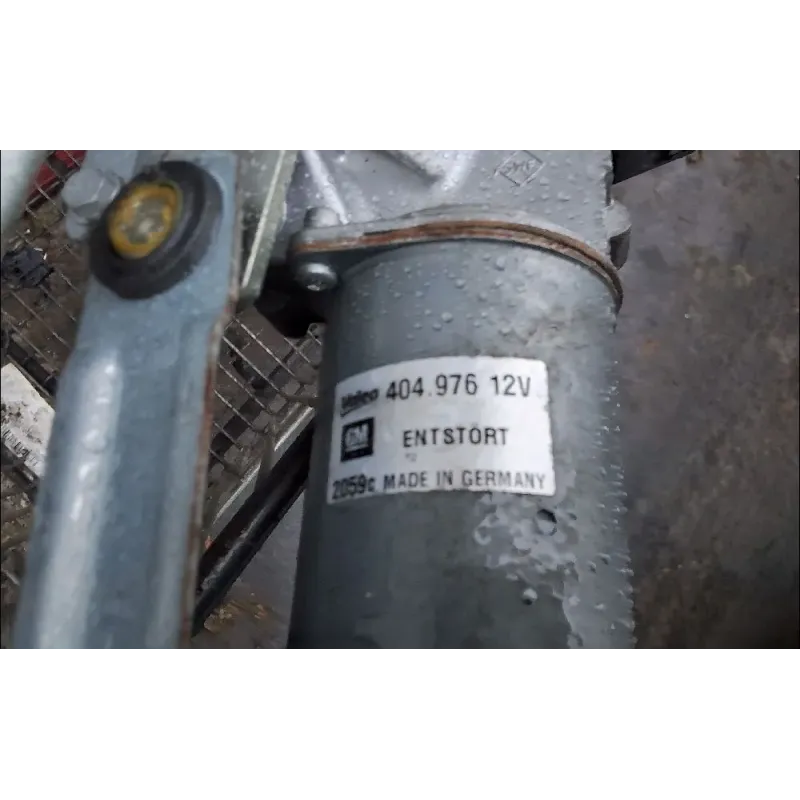 Valeo 404.976 12V
GM ENTSTÖRT
2059c MADE IN GERMANY